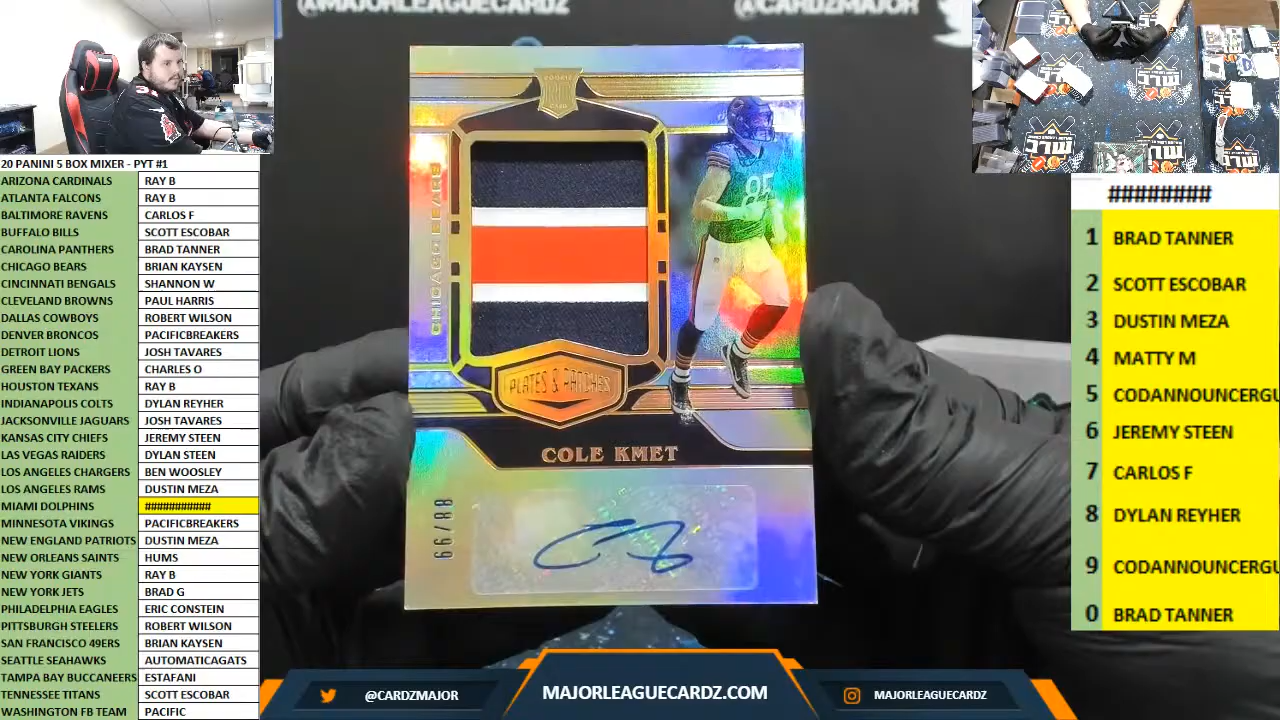 @MAJORLEAGUECARDZ
@CARDZMAJOR
20 PANINI 5 BOX MIXER - PYT #1
ARIZONA CARDINALS RAY B
ATLANTA FALCONS RAY B
BALTIMORE RAVENS CARLOS F
BUFFALO BILLS SCOTT ESCOBAR
CAROLINA PANTHERS BRAD TANNER
CHICAGO BEARS BRIAN KAYSEN
CINCINNATI BENGALS SHANNON W
CLEVELAND BROWNS PAUL HARRIS
DALLAS COWBOYS ROBERT WILSON
DENVER BRONCOS PACIFICBREAKERS
DETROIT LIONS JOSH TAVARES
GREEN BAY PACKERS CHARLES O
HOUSTON TEXANS RAY B
INDIANAPOLIS COLTS DYLAN REYHER
JACKSONVILLE JAGUARS JOSH TAVARES
KANSAS CITY CHIEFS JEREMY STEEN
LAS VEGAS RAIDERS DYLAN STEEN
LOS ANGELES CHARGERS BEN WOOSLEY
LOS ANGELES RAMS DUSTIN MEZA
MIAMI DOLPHINS ###########
MINNESOTA VIKINGS PACIFICBREAKERS
NEW ENGLAND PATRIOTS DUSTIN MEZA
NEW ORLEANS SAINTS HUMS
NEW YORK GIANTS RAY B
NEW YORK JETS BRAD G
PHILADELPHIA EAGLES ERIC CONSTEIN
PITTSBURGH STEELERS ROBERT WILSON
SAN FRANCISCO 49ERS BRIAN KAYSEN
SEATTLE SEAHAWKS AUTOMATICAGATS
TAMPA BAY BUCCANEERS ESTAFANI
TENNESSEE TITANS SCOTT ESCOBAR
WASHINGTON FB TEAM PACIFIC
ROOKIE
CARD
CHICAGO BEARS
85
PLATES & PATCHES
COLE KMET
88/99
########
1 BRAD TANNER
2 SCOTT ESCOBAR
3 DUSTIN MEZA
4 MATTY M
5 CODANNOUNCERGU
6 JEREMY STEEN
7 CARLOS F
8 DYLAN REYHER
9 CODANNOUNCERGU
0 BRAD TANNER
@CARDZMAJOR
MAJORLEAGUECARDZ.COM
MAJORLEAGUECARDZ